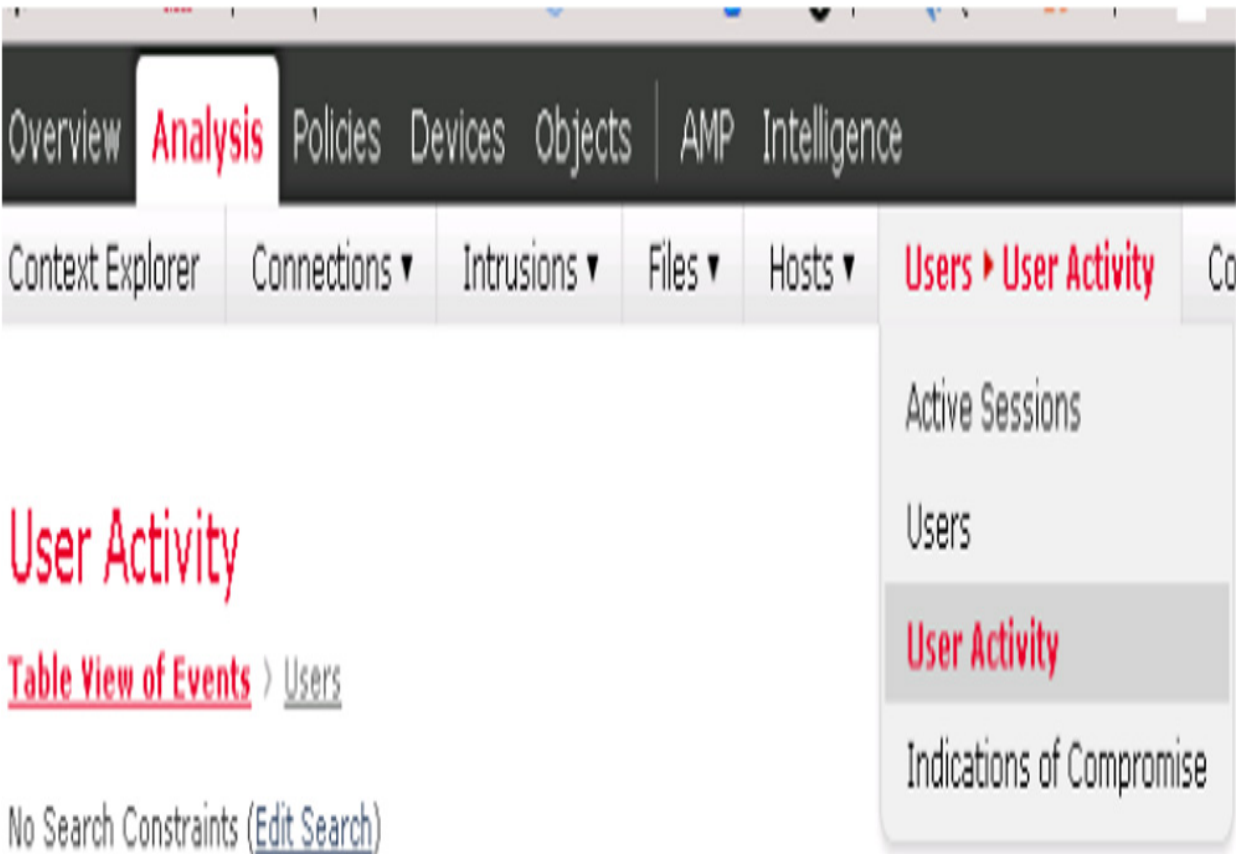 Overview Analysis Policies Devices Objects AMP Intelligence
Context Explorer Connections ▾ Intrusions ▾ Files ▾ Hosts ▾ Users ▸ User Activity Co
Active Sessions
Users
User Activity
Indications of Compromise
User Activity
Table View of Events > Users
No Search Constraints (Edit Search)